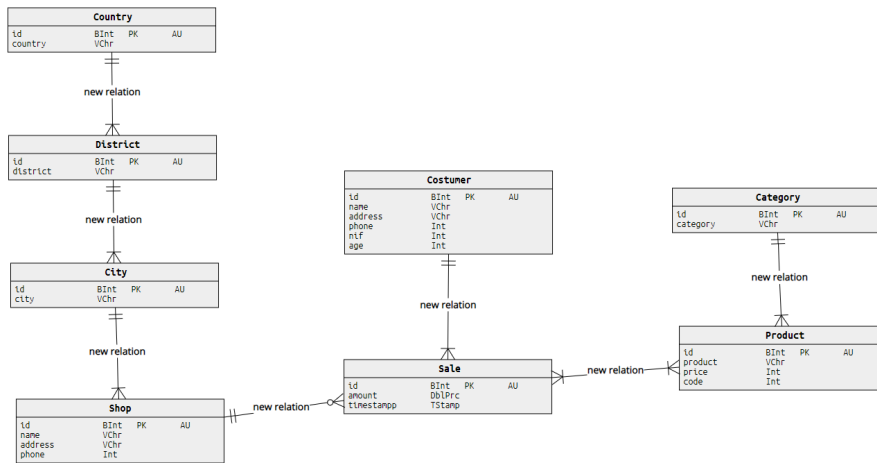 Country
id BInt PK AU
country VChr
new relation
District
id BInt PK AU
district VChr
new relation
City
id BInt PK AU
city VChr
new relation
Shop
id BInt PK AU
name VChr
address VChr
phone Int
new relation
Costumer
id BInt PK AU
name VChr
address VChr
phone Int
nif Int
age Int
new relation
Sale
id BInt PK AU
amount DblPrc
timestampp TStamp
new relation
Category
id BInt PK AU
category VChr
new relation
Product
id BInt PK AU
product VChr
price Int
code Int